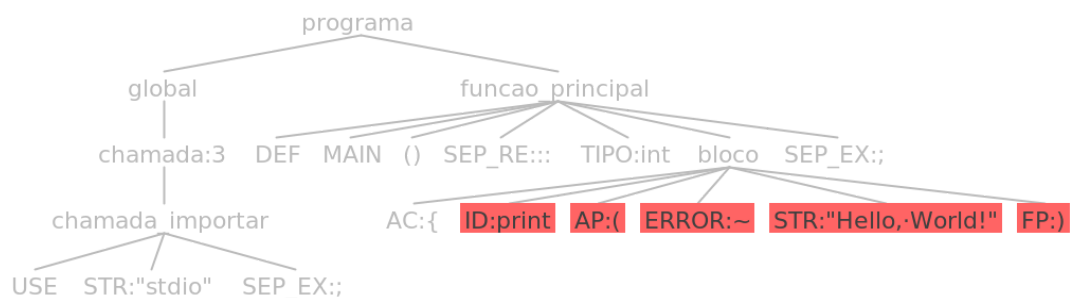 programa
global funcao_principal
chamada:3 DEF MAIN () SEP_RE::: TIPO:int bloco SEP_EX:;
chamada_importar AC:{ ID:print AP:( ERROR:~ STR:"Hello,·World!" FP:)
USE STR:"stdio" SEP_EX:;